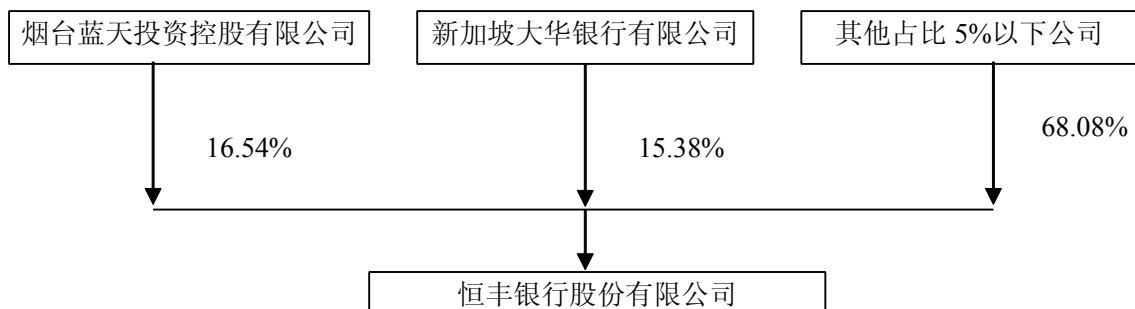 烟台蓝天投资控股有限公司
新加坡大华银行有限公司
其他占比 5%以下公司
16.54%
15.38%
68.08%
恒丰银行股份有限公司